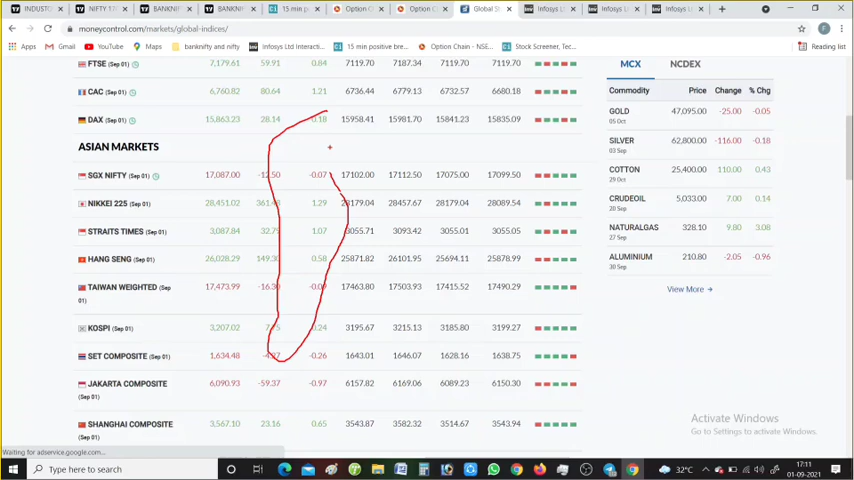 INDUSTO
NIFTY 17
BANKNI
BANKNIF
15 min p
Option C
Option C
Global St
Infosys Lt
Infosys L
Infosys L
moneycontrol.com/markets/global-indices/
Apps Gmail YouTube Maps banknifty and nifty Infosys Ltd Interacti... 15 minute positive brea... Option Chain - NSE... Stock Screener, Tec... Reading list
FTSE (Sep 01) 7,179.61 59.91 0.84 7119.70 7187.34 7119.70 7119.70
CAC (Sep 01) 6,760.82 80.64 1.21 6736.44 6779.13 6732.57 6680.18
DAX (Sep 01) 15,863.23 28.14 0.18 15958.41 15981.70 15841.23 15835.09
ASIAN MARKETS
SGX NIFTY (Sep 01) 17,087.00 -12.50 -0.07 17102.00 17112.50 17075.00 17099.50
NIKKEI 225 (Sep 01) 28,451.02 1.29 28179.04 28457.67 28179.04 28089.54
STRAITS TIMES (Sep 01) 3,087.84 1.07 3055.71 3093.42 3055.01 3055.05
HANG SENG (Sep 01) 26,028.29 0.58 25871.82 26101.95 25694.11 25878.99
TAIWAN WEIGHTED (Sep 01) 17,473.99 17463.80 17503.93 17415.52 17490.29
KOSPI (Sep 01) 3,207.02 3195.67 3215.13 3185.80 3199.27
SET COMPOSITE (Sep 01) 1,634.48 -0.26 1643.01 1646.07 1628.16 1638.75
JAKARTA COMPOSITE 6,090.93 -59.37 -0.97 6157.82 6169.06 6089.23 6150.30
(Sep 01)
SHANGHAI COMPOSITE 3,567.10 23.16 0.65 3543.87 3582.32 3514.67 3543.94
(Sep 01)
MCX NCDEX
Commodity Price Change % Chg
GOLD 47,095.00 -25.00 -0.05
05 Oct
SILVER 62,800.00 -116.00 -0.18
03 Sep
COTTON 25,400.00 110.00 0.43
29 Oct
CRUDEOIL 5,033.00 7.00 0.14
20 Sep
NATURALGAS 328.10 9.80 3.08
27 Sep
ALUMINIUM 210.80 -2.05 -0.96
30 Sep
View More
Activate Windows
Go to Settings to activate Windows.
Waiting for adservice.google.com...
Type here to search
32°C
ENG
17:11
01-09-2021